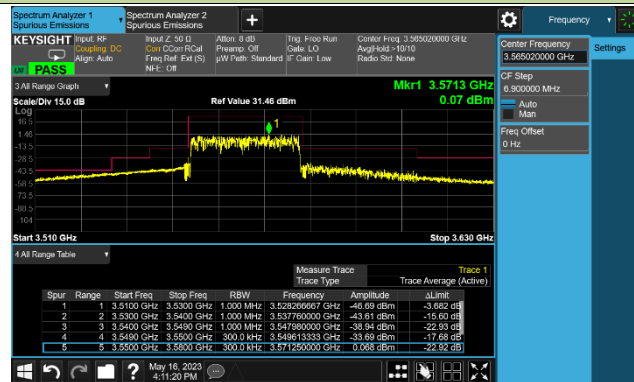 Spectrum Analyzer 1
Spurious Emissions
Spectrum Analyzer 2
Spurious Emissions
+
Frequency
KEYSIGHT
Input: RF
Coupling: DC
Align: Auto
Input Z: 50 Ω
Corr CCorr RCal
Freq Ref: Ext (S)
NFE: Off
Atten: 0 dB
Preamp: Off
µW Path: Standard
Trig: Free Run
Gate: LO
IF Gain: Low
Center Freq: 3.565020000 GHz
Avg|Hold:>10/10
Radio Std: None
LM PASS
Center Frequency
3.565020000 GHz
Settings
CF Step
6.900000 MHz
Auto
Man
Freq Offset
0 Hz
3 All Range Graph
Mkr1 3.5713 GHz
0.07 dBm
Scale/Div 15.0 dB
Ref Value 31.46 dBm
Log
16.5
1.46
-13.5
-28.5
-43.5
-58.5
-73.5
-88.5
-104
1
Start 3.510 GHz
Stop 3.630 GHz
4 All Range Table
Measure Trace Trace 1
Trace Type Trace Average (Active)
Spur Range Start Freq Stop Freq RBW Frequency Amplitude ΔLimit
1 1 3.5100 GHz 3.5300 GHz 1.000 MHz 3.528266667 GHz -46.69 dBm -3.682 dB
2 2 3.5300 GHz 3.5400 GHz 1.000 MHz 3.537760000 GHz -43.61 dBm -15.60 dB
3 3 3.5400 GHz 3.5490 GHz 1.000 MHz 3.547980000 GHz -38.94 dBm -22.93 dB
4 4 3.5490 GHz 3.5500 GHz 300.0 kHz 3.549613333 GHz -33.69 dBm -17.68 dB
5 5 3.5500 GHz 3.5800 GHz 300.0 kHz 3.571250000 GHz 0.068 dBm -22.92 dB
?
May 16, 2023
4:11:20 PM